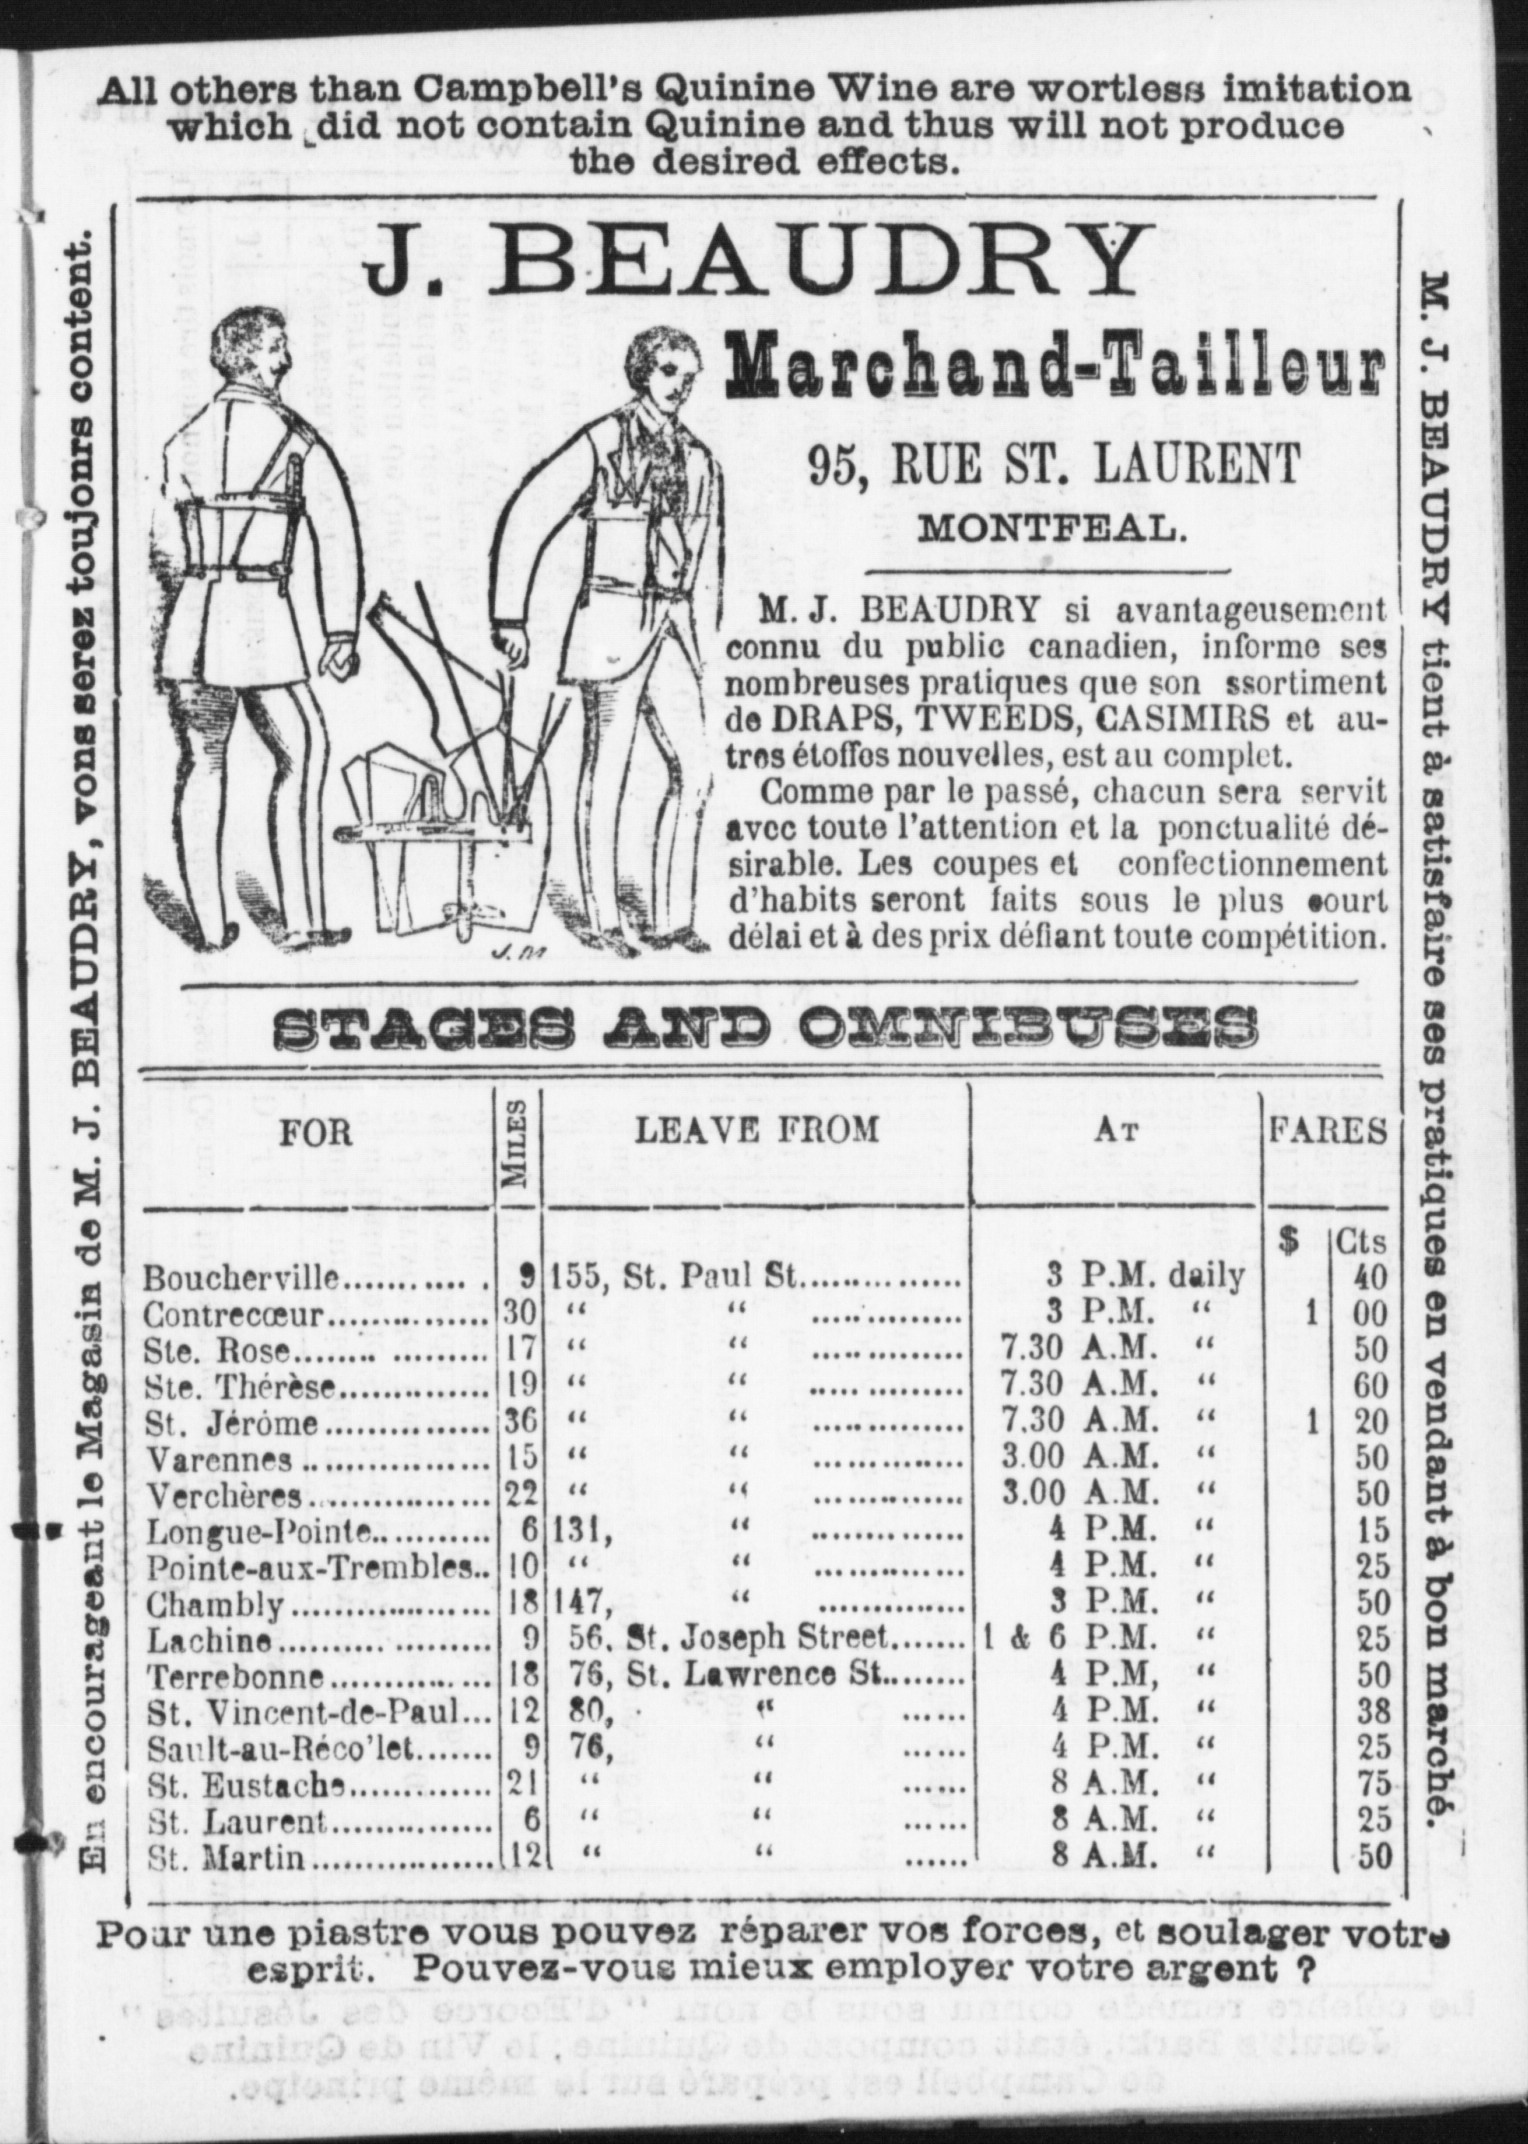 All others than Campbell's Quinine Wine are wortless imitation
which did not contain Quinine and thus will not produce
the desired effects.
En encourageant le Magasin de M. J. BEAUDRY, vons serez toujonrs content.
J. BEAUDRY
Marchand-Tailleur
95, RUE ST. LAURENT
MONTFEAL.
M. J. BEAUDRY si avantageusement
connu du public canadien, informe ses
nombreuses pratiques que son ssortiment
de DRAPS, TWEEDS, CASIMIRS et au-
tres étoffes nouvelles, est au complet.
Comme par le passé, chacun sera servit
avec toute l'attention et la ponctualité dé-
sirable. Les coupes et confectionnement
d'habits seront faits sous le plus court
délai et à des prix défiant toute compétition.
J. M
M. J. BEAUDRY tient à satisfaire ses pratiques en vendant à bon marché.
STAGES AND OMNIBUSES
FOR MILES LEAVE FROM AT FARES
$ Cts
Boucherville............ . 9 155, St. Paul St............... 3 P.M. daily 40
Contrecœur............... 30 “ “ .............. 3 P.M. “ 1 00
Ste. Rose........ ......... 17 “ “ .............. 7.30 A.M. “ 50
Ste. Thérèse.............. 19 “ “ ..... ......... 7.30 A.M. “ 60
St. Jérôme............... 36 “ “ .............. 7.30 A.M. “ 1 20
Varennes .. ............... 15 “ “ .............. 3.00 A.M. “ 50
Verchères................. 22 “ “ .............. 3.00 A.M. “ 50
Longue-Pointe........... 6 131, “ .............. 4 P.M. “ 15
Pointe-aux-Trembles.. 10 “ “ .............. 4 P.M. “ 25
Chambly................... 18 147, “ .............. 3 P.M. “ 50
Lachine.......... ......... 9 56. St. Joseph Street....... 1 & 6 P.M. “ 25
Terrebonne............... 18 76, St. Lawrence St........ 4 P.M, “ 50
St. Vincent-de-Paul... 12 80, “ ...... 4 P.M. “ 38
Sault-au-Réco'let....... 9 76, “ ...... 4 P.M. “ 25
St. Eustache.............. 21 “ “ ...... 8 A.M. “ 75
St. Laurent............... 6 “ “ ...... 8 A.M. “ 25
St. Martin................. 12 “ “ ...... 8 A.M. “ 50
Pour une piastre vous pouvez réparer vos forces, et soulager votre
esprit. Pouvez-vous mieux employer votre argent ?